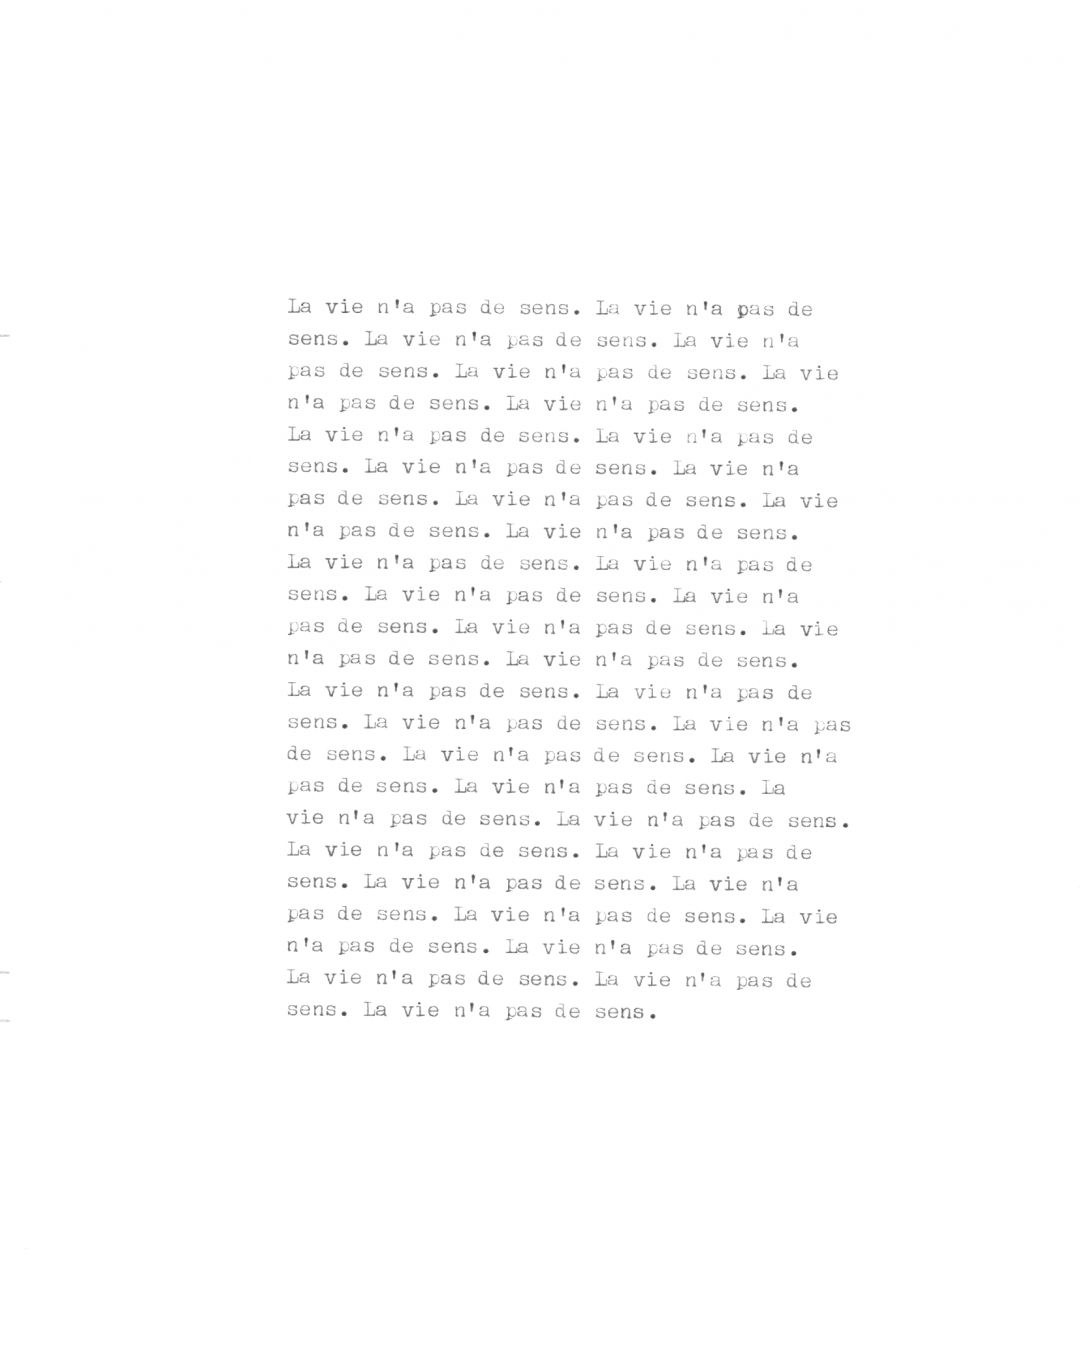 La vie n'a pas de sens. La vie n'a pas de
sens. La vie n'a pas de sens. La vie n'a
pas de sens. La vie n'a pas de sens. La vie
n'a pas de sens. La vie n'a pas de sens.
La vie n'a pas de sens. La vie n'a pas de
sens. La vie n'a pas de sens. La vie n'a
pas de sens. La vie n'a pas de sens. La vie
n'a pas de sens. La vie n'a pas de sens.
La vie n'a pas de sens. La vie n'a pas de
sens. La vie n'a pas de sens. La vie n'a
pas de sens. La vie n'a pas de sens. La vie
n'a pas de sens. La vie n'a pas de sens.
La vie n'a pas de sens. La vie n'a pas de
sens. La vie n'a pas de sens. La vie n'a pas
de sens. La vie n'a pas de sens. La vie n'a
pas de sens. La vie n'a pas de sens. La
vie n'a pas de sens. La vie n'a pas de sens.
La vie n'a pas de sens. La vie n'a pas de
sens. La vie n'a pas de sens. La vie n'a
pas de sens. La vie n'a pas de sens. La vie
n'a pas de sens. La vie n'a pas de sens.
La vie n'a pas de sens. La vie n'a pas de
sens. La vie n'a pas de sens.